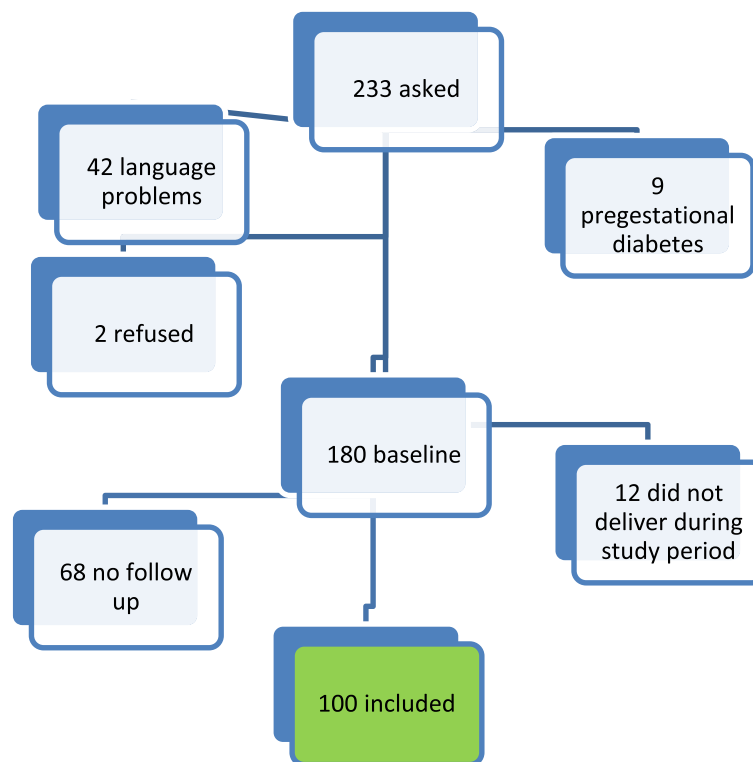 233 asked
42 language
problems
9
pregestational
diabetes
2 refused
180 baseline
12 did not
deliver during
study period
68 no follow
up
100 included